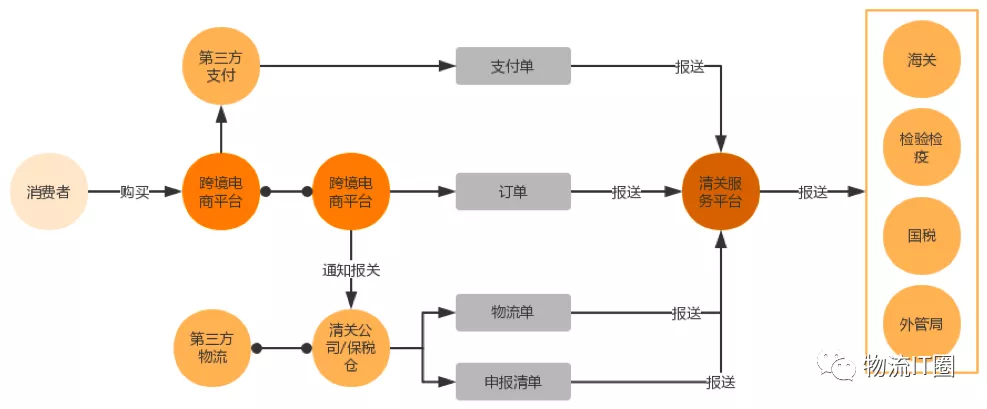 第三方
支付
支付单
报送
海关
检验检
疫
消费者
购买
跨境电
商平台
跨境电
商平台
订单
报送
清关服
务平台
报送
国税
通知报关
第三方
物流
清关公
司/保税
仓
物流单
报送
申报清单
报送
外管局
物流IT圈